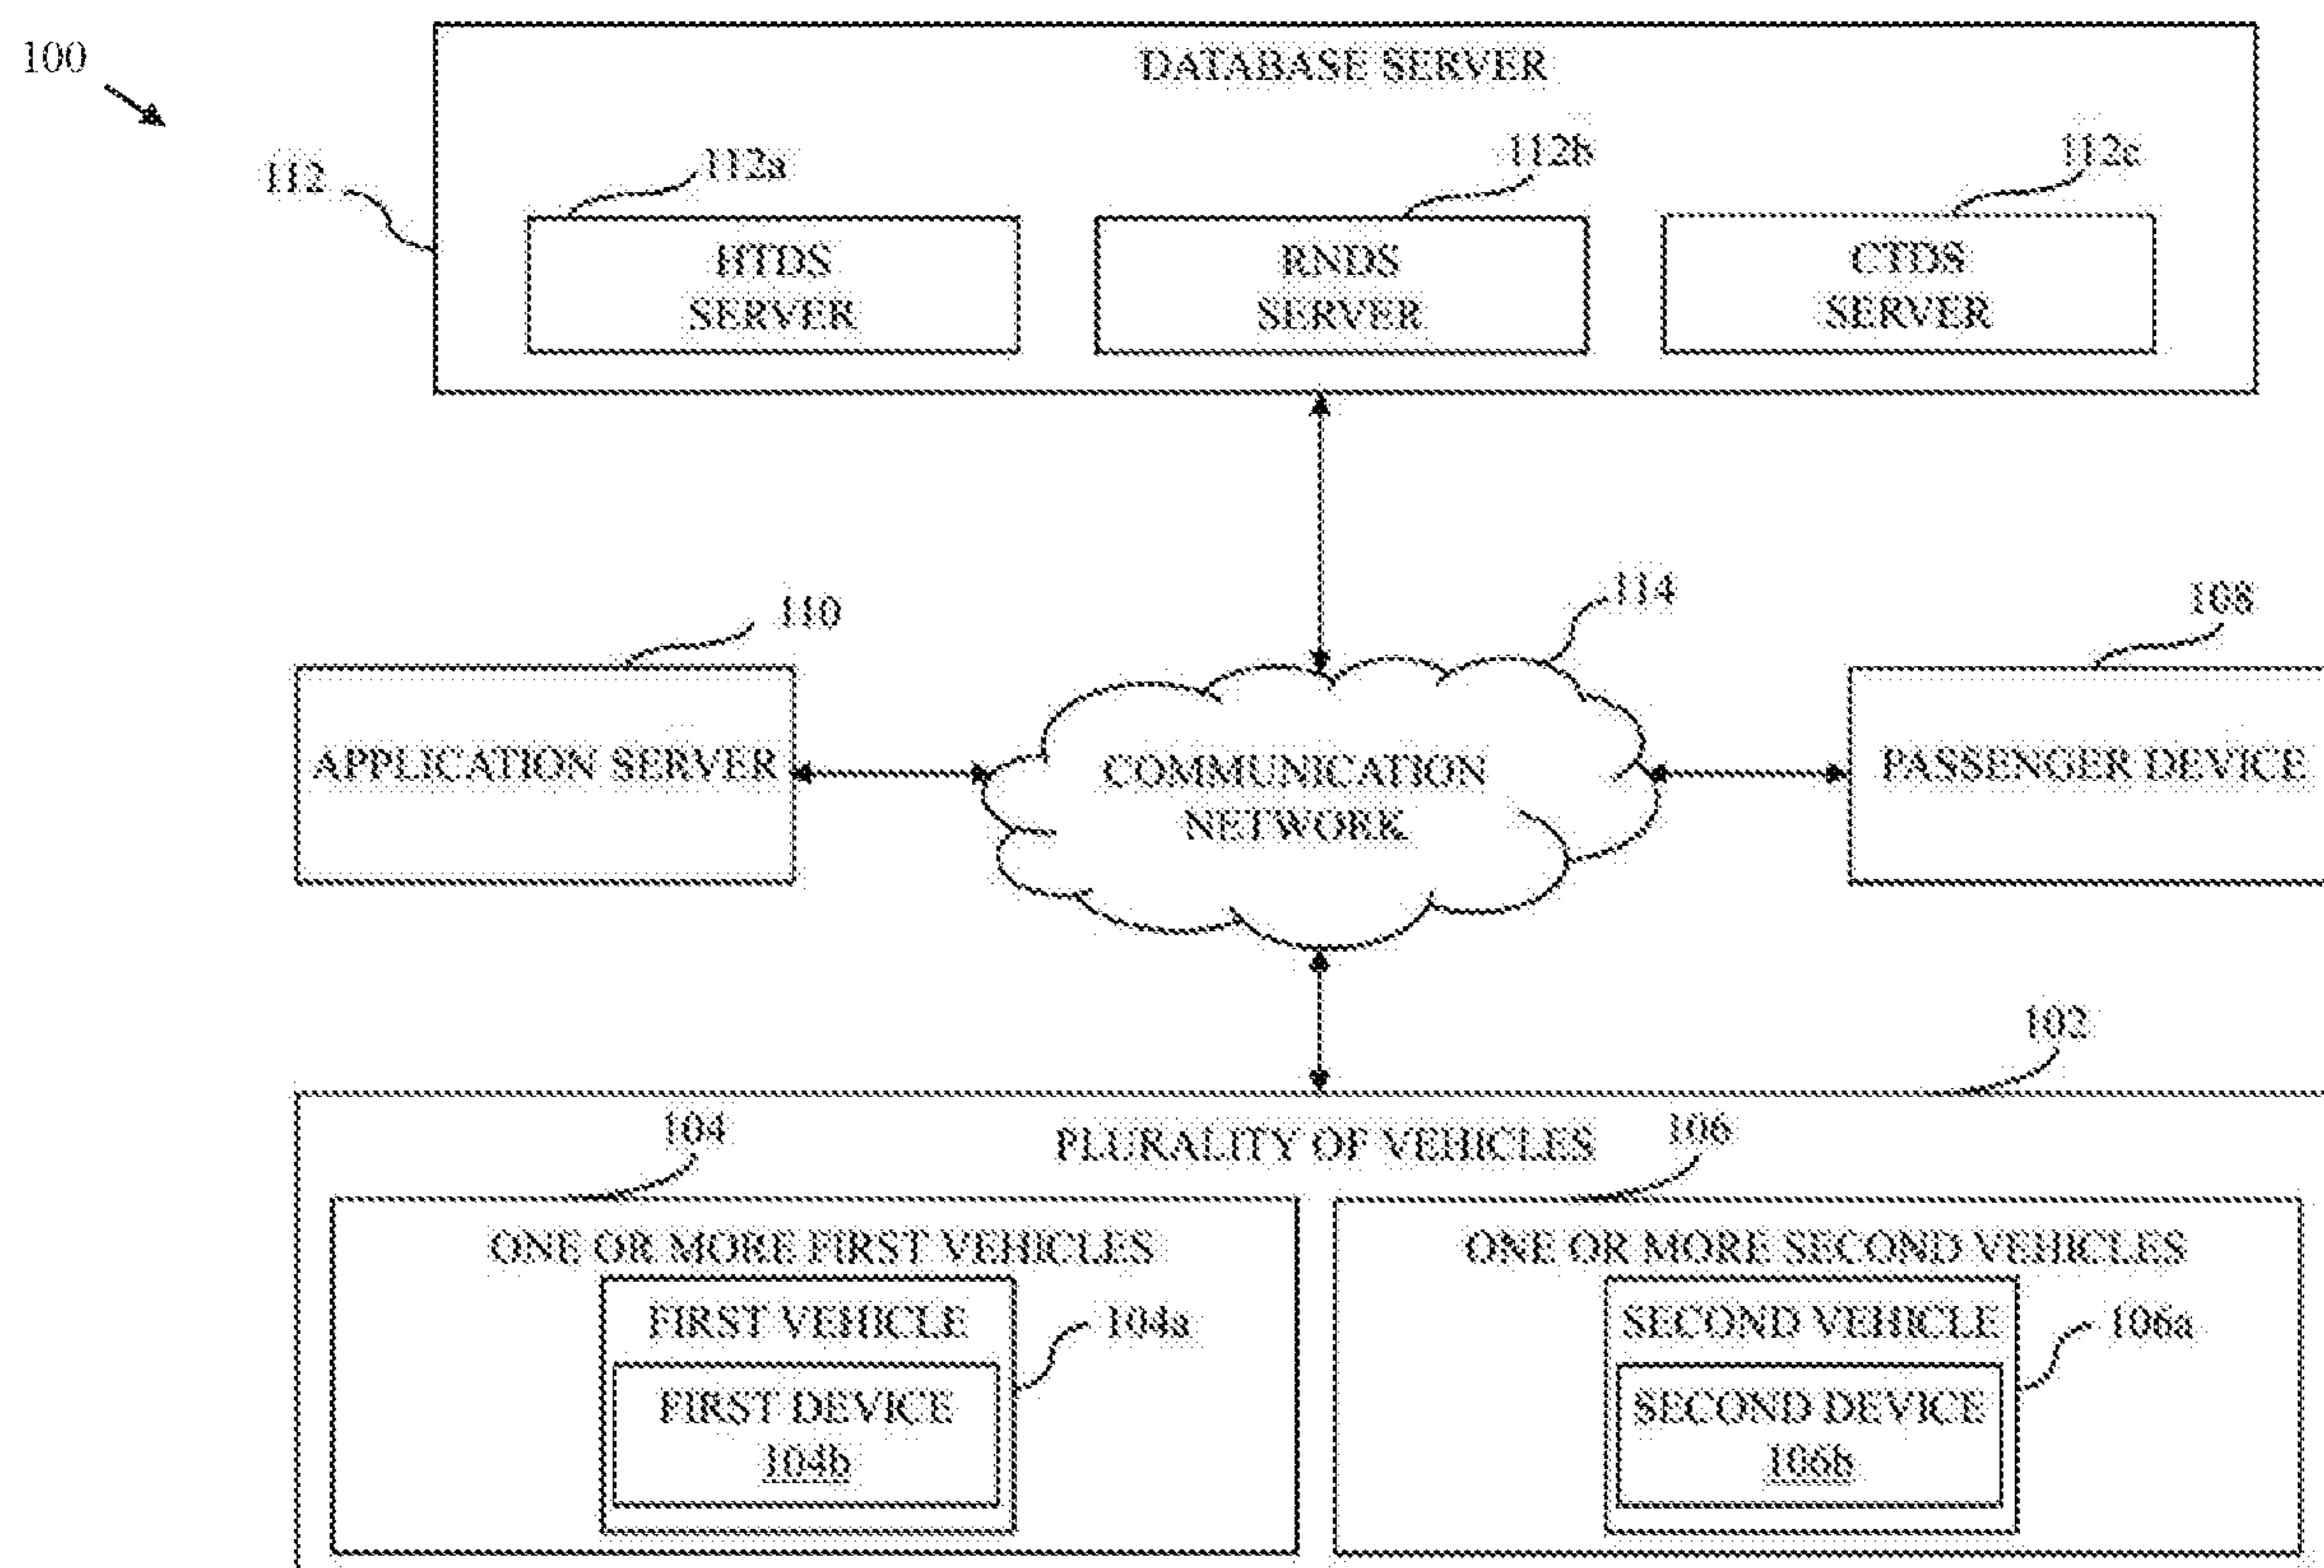 100
DATABASE SERVER
112
112a
112b
112c
HTDS
SERVER
RNDS
SERVER
CTDS
SERVER
110
114
108
APPLICATION SERVER
COMMUNICATION
NETWORK
PASSENGER DEVICE
102
104
PLURALITY OF VEHICLES
106
ONE OR MORE FIRST VEHICLES
ONE OR MORE SECOND VEHICLES
FIRST VEHICLE
104a
SECOND VEHICLE
106a
FIRST DEVICE
104b
SECOND DEVICE
106b